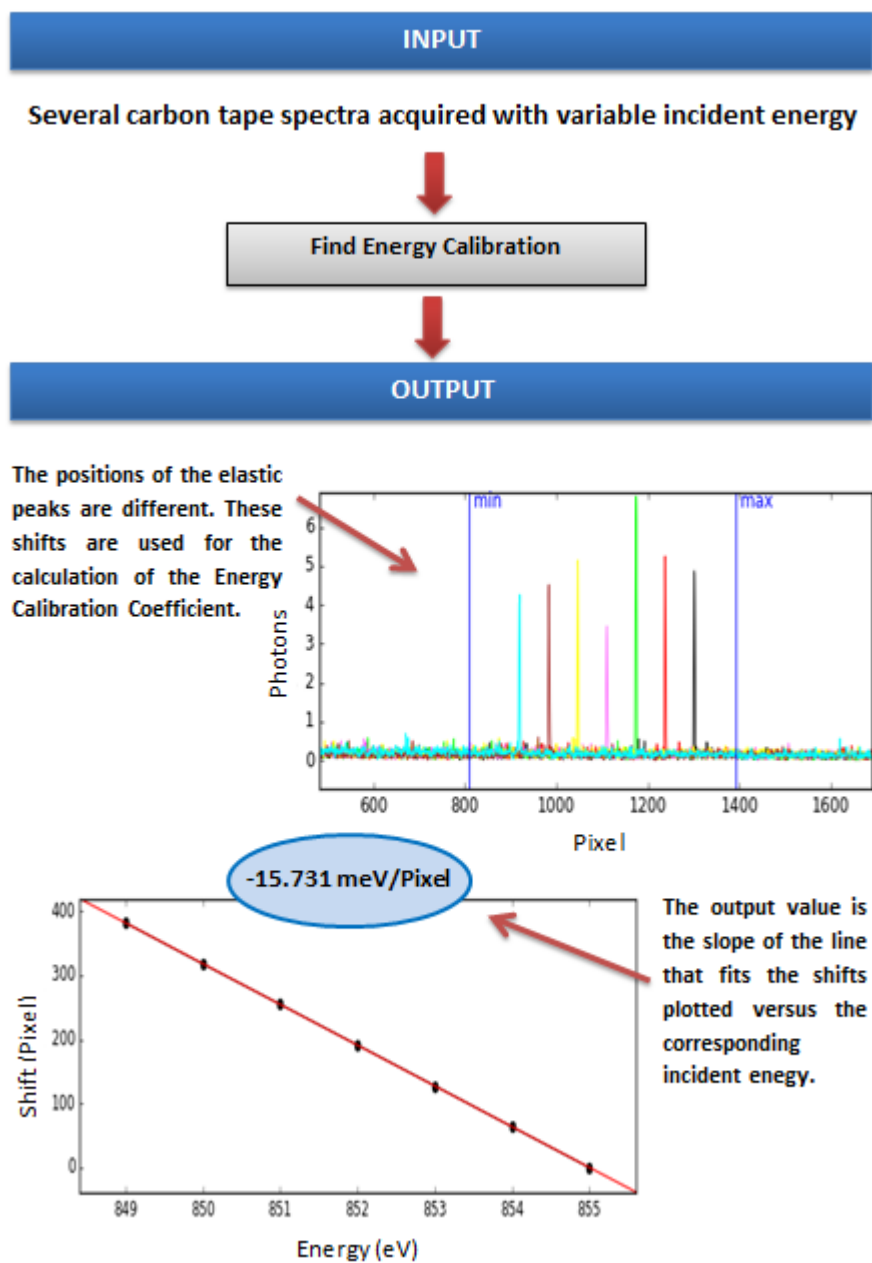 INPUT
Several carbon tape spectra acquired with variable incident energy
Find Energy Calibration
OUTPUT
The positions of the elastic
peaks are different. These
shifts are used for the
calculation of the Energy
Calibration Coefficient.
min
max
6
5
4
3
2
1
0
Photons
600
800
1000
1200
1400
1600
Pixel
-15.731 meV/Pixel
400
300
200
100
0
Shift (Pixel)
849
850
851
852
853
854
855
Energy (eV)
The output value is
the slope of the line
that fits the shifts
plotted versus the
corresponding
incident enegy.